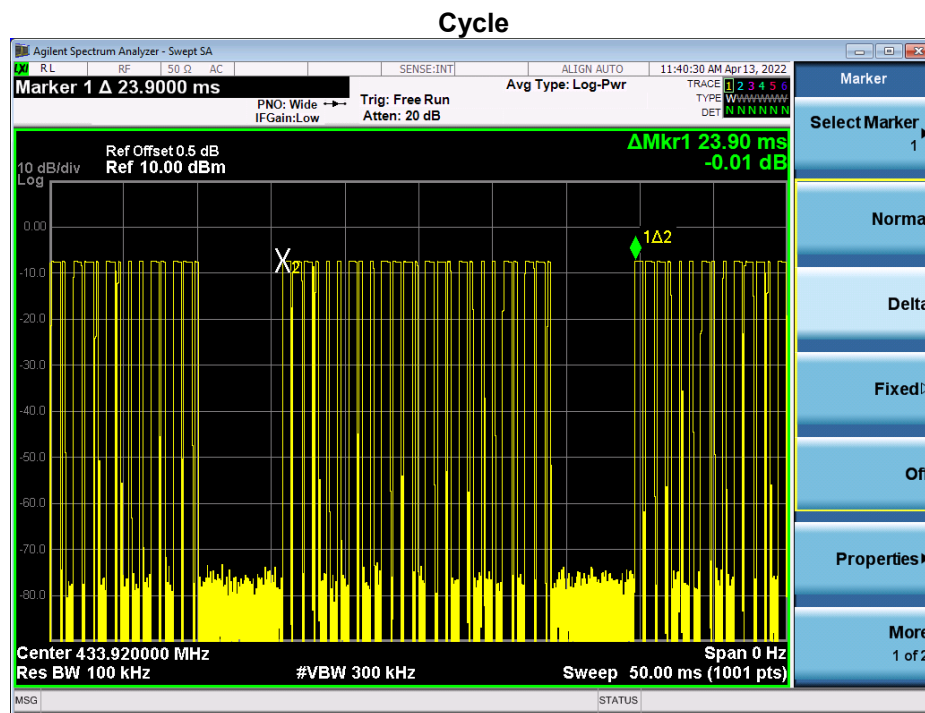 Cycle
Agilent Spectrum Analyzer - Swept SA
LXI RL RF 50 Ω AC SENSE:INT ALIGN AUTO 11:40:30 AM Apr 13, 2022
Marker 1 Δ 23.9000 ms
PNO: Wide
IFGain:Low
Trig: Free Run
Atten: 20 dB
Avg Type: Log-Pwr
TRACE 1 2 3 4 5 6
TYPE WWWWWW
DET N N N N N N
Marker
Select Marker
1
Norma
Delta
Fixed
Of
Properties
More
1 of 2
ΔMkr1 23.90 ms
-0.01 dB
Ref Offset 0.5 dB
10 dB/div Ref 10.00 dBm
Log
0.00
-10.0
-20.0
-30.0
-40.0
-50.0
-60.0
-70.0
-80.0
X2
1Δ2
Center 433.920000 MHz Span 0 Hz
Res BW 100 kHz #VBW 300 kHz Sweep 50.00 ms (1001 pts)
MSG STATUS